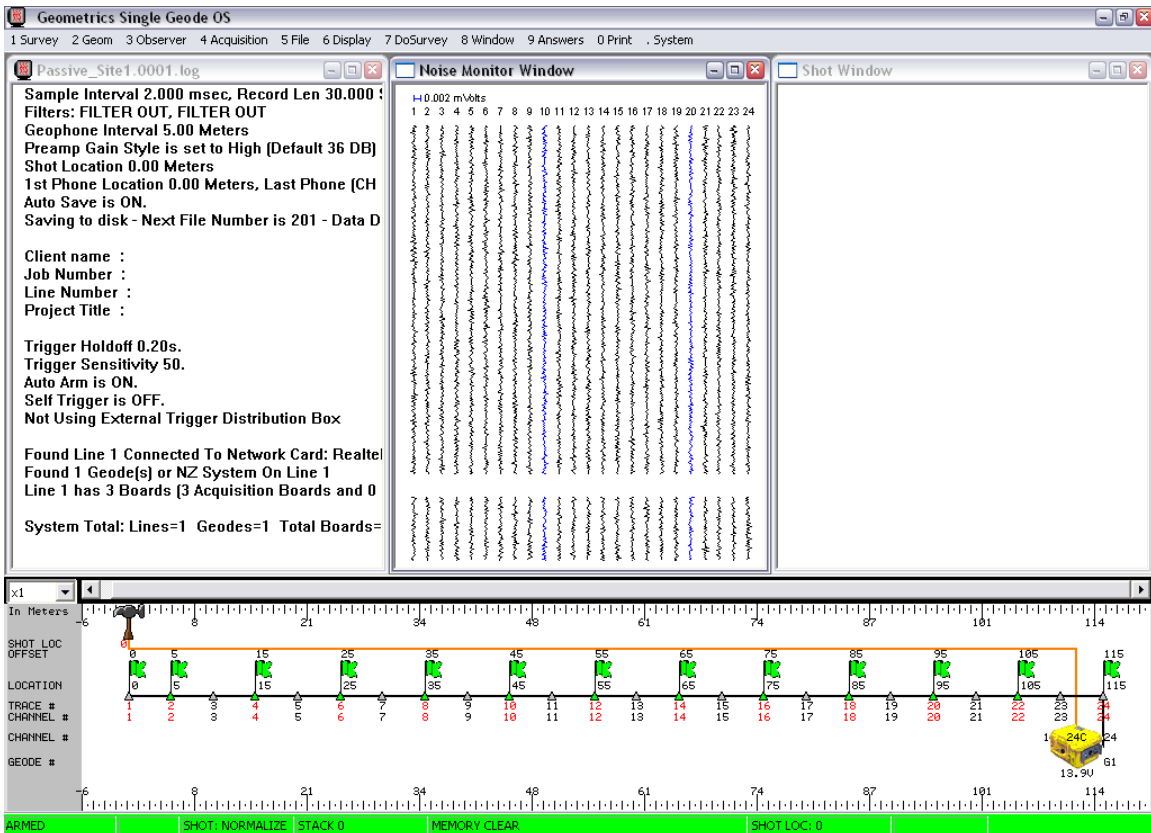 Geometrics Single Geode OS
1 Survey 2 Geom 3 Observer 4 Acquisition 5 File 6 Display 7 DoSurvey 8 Window 9 Answers 0 Print . System
Passive_Site1.0001.log
Sample Interval 2.000 msec, Record Len 30.000
Filters: FILTER OUT, FILTER OUT
Geophone Interval 5.00 Meters
Preamp Gain Style is set to High (Default 36 DB)
Shot Location 0.00 Meters
1st Phone Location 0.00 Meters, Last Phone (CH
Auto Save is ON.
Saving to disk - Next File Number is 201 - Data D
Client name :
Job Number :
Line Number :
Project Title :
Trigger Holdoff 0.20s.
Trigger Sensitivity 50.
Auto Arm is ON.
Self Trigger is OFF.
Not Using External Trigger Distribution Box
Found Line 1 Connected To Network Card: Realtel
Found 1 Geode(s) or NZ System On Line 1
Line 1 has 3 Boards (3 Acquisition Boards and 0
System Total: Lines=1 Geodes=1 Total Boards=
Noise Monitor Window
0.002 mVolts
1 2 3 4 5 6 7 8 9 10 11 12 13 14 15 16 17 18 19 20 21 22 23 24
Shot Window
x1
In Meters
-6 8 21 34 48 61 74 87 101 114
SHOT LOC 0
OFFSET 0 5 15 25 35 45 55 65 75 85 95 105 115
LOCATION 0 5 15 25 35 45 55 65 75 85 95 105 115
TRACE # 1 2 3 4 5 6 7 8 9 10 11 12 13 14 15 16 17 18 19 20 21 22 23 24
CHANNEL # 1 2 3 4 5 6 7 8 9 10 11 12 13 14 15 16 17 18 19 20 21 22 23 24
CHANNEL # 1 24C 24
GEODE # G1
13.9V
-6 8 21 34 48 61 74 87 101 114
ARMED SHOT: NORMALIZE STACK 0 MEMORY CLEAR SHOT LOC: 0